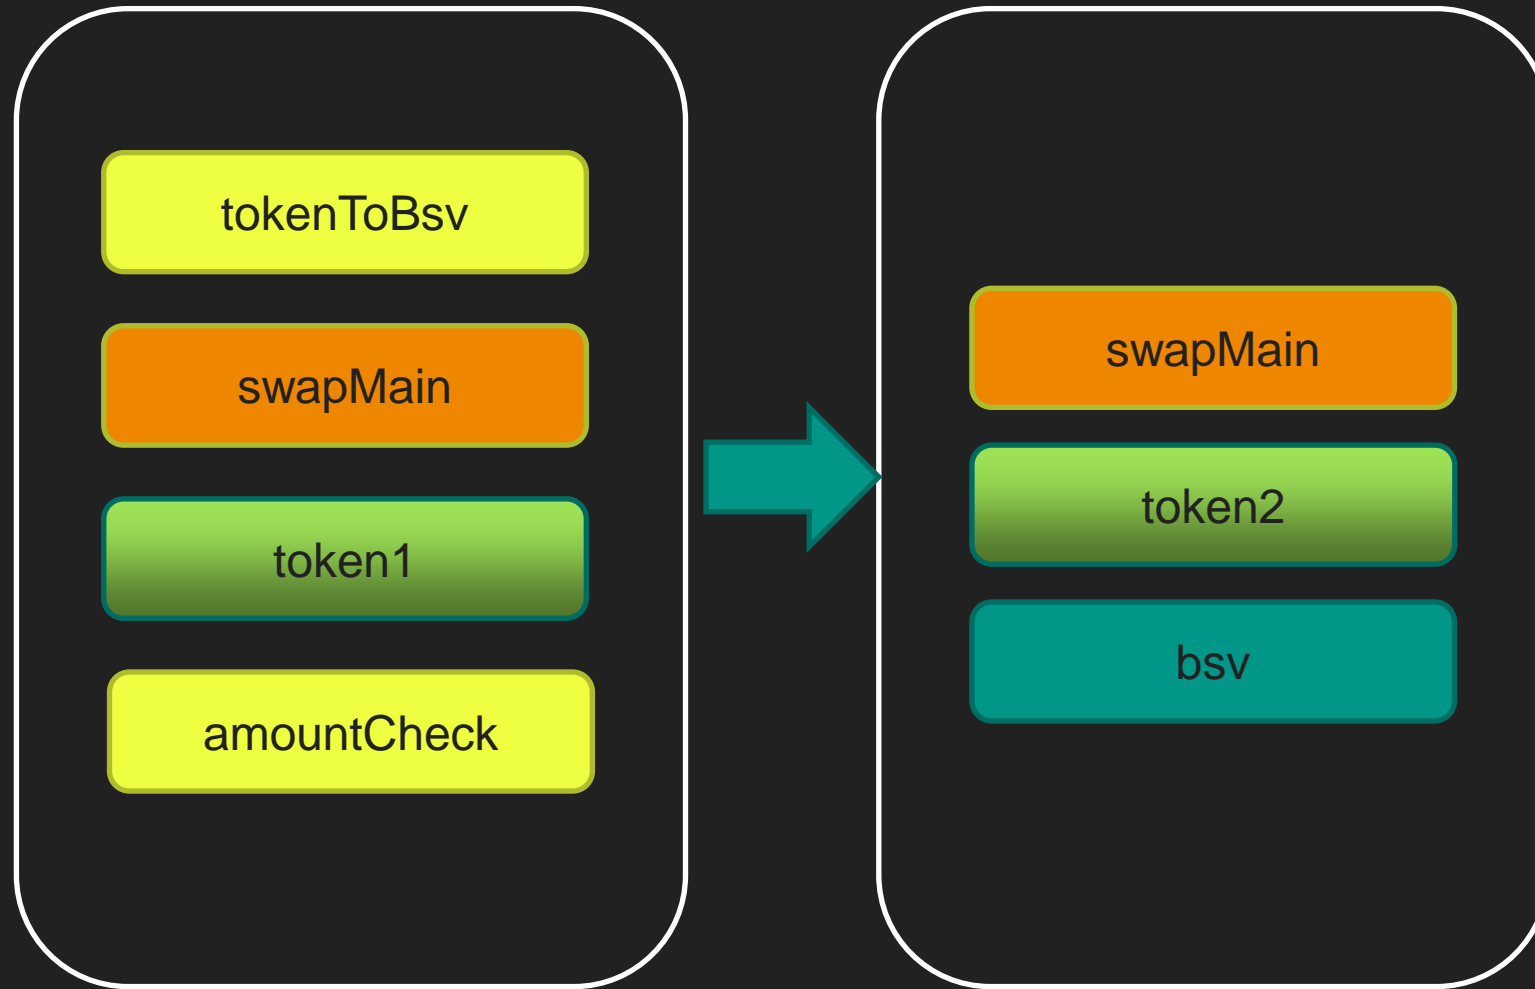 tokenToBsv
swapMain
token1
amountCheck
swapMain
token2
bsv